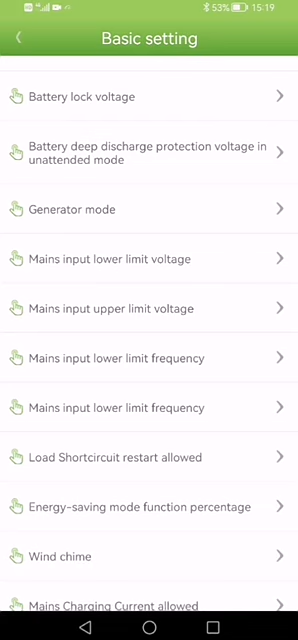 53% 15:19
Basic setting
Battery lock voltage
Battery deep discharge protection voltage in
unattended mode
Generator mode
Mains input lower limit voltage
Mains input upper limit voltage
Mains input lower limit frequency
Mains input lower limit frequency
Load Shortcircuit restart allowed
Energy-saving mode function percentage
Wind chime
Mains Charging Current allowed